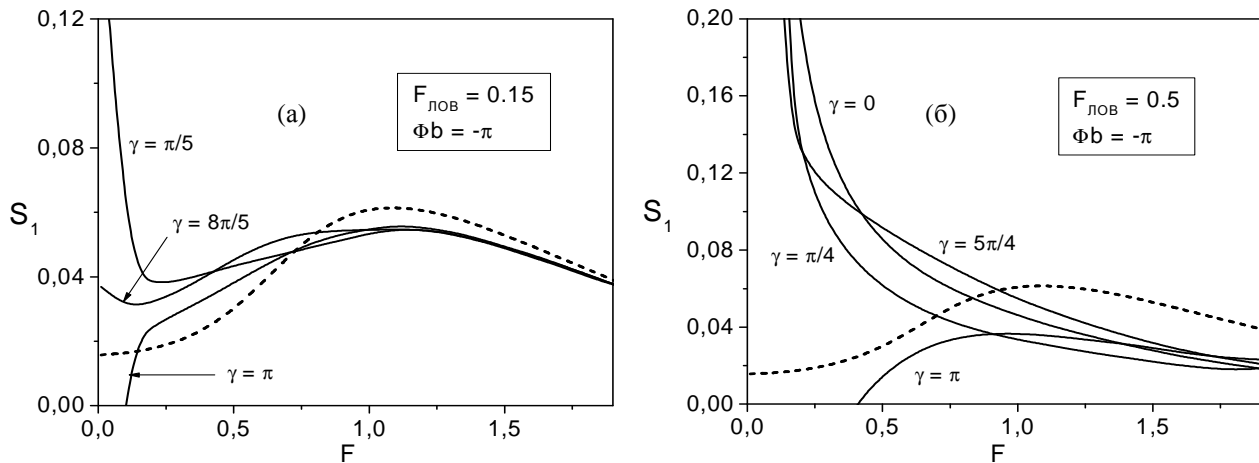 0,12
0,08
0,04
0,00
S₁
0,0
0,5
1,0
1,5
F
(а)
F_ЛОВ = 0.15
Φb = -π
γ = π/5
γ = 8π/5
γ = π
0,20
0,16
0,12
0,08
0,04
0,00
S₁
0,0
0,5
1,0
1,5
F
(б)
F_ЛОВ = 0.5
Φb = -π
γ = 0
γ = 5π/4
γ = π/4
γ = π